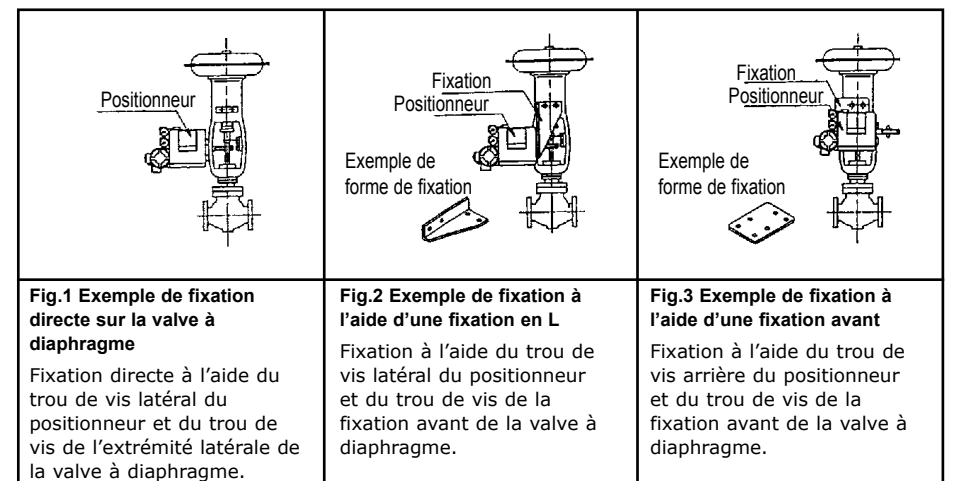 Positionneur
Fixation
Positionneur
Exemple de
forme de fixation
Fixation
Positionneur
Exemple de
forme de fixation
Fig.1 Exemple de fixation
directe sur la valve à
diaphragme
Fixation directe à l’aide du
trou de vis latéral du
positionneur et du trou de
vis de l’extrémité latérale de
la valve à diaphragme.
Fig.2 Exemple de fixation à
l’aide d’une fixation en L
Fixation à l’aide du trou de
vis latéral du positionneur
et du trou de vis de la
fixation avant de la valve à
diaphragme.
Fig.3 Exemple de fixation à
l’aide d’une fixation avant
Fixation à l’aide du trou de
vis arrière du positionneur
et du trou de vis de la
fixation avant de la valve à
diaphragme.